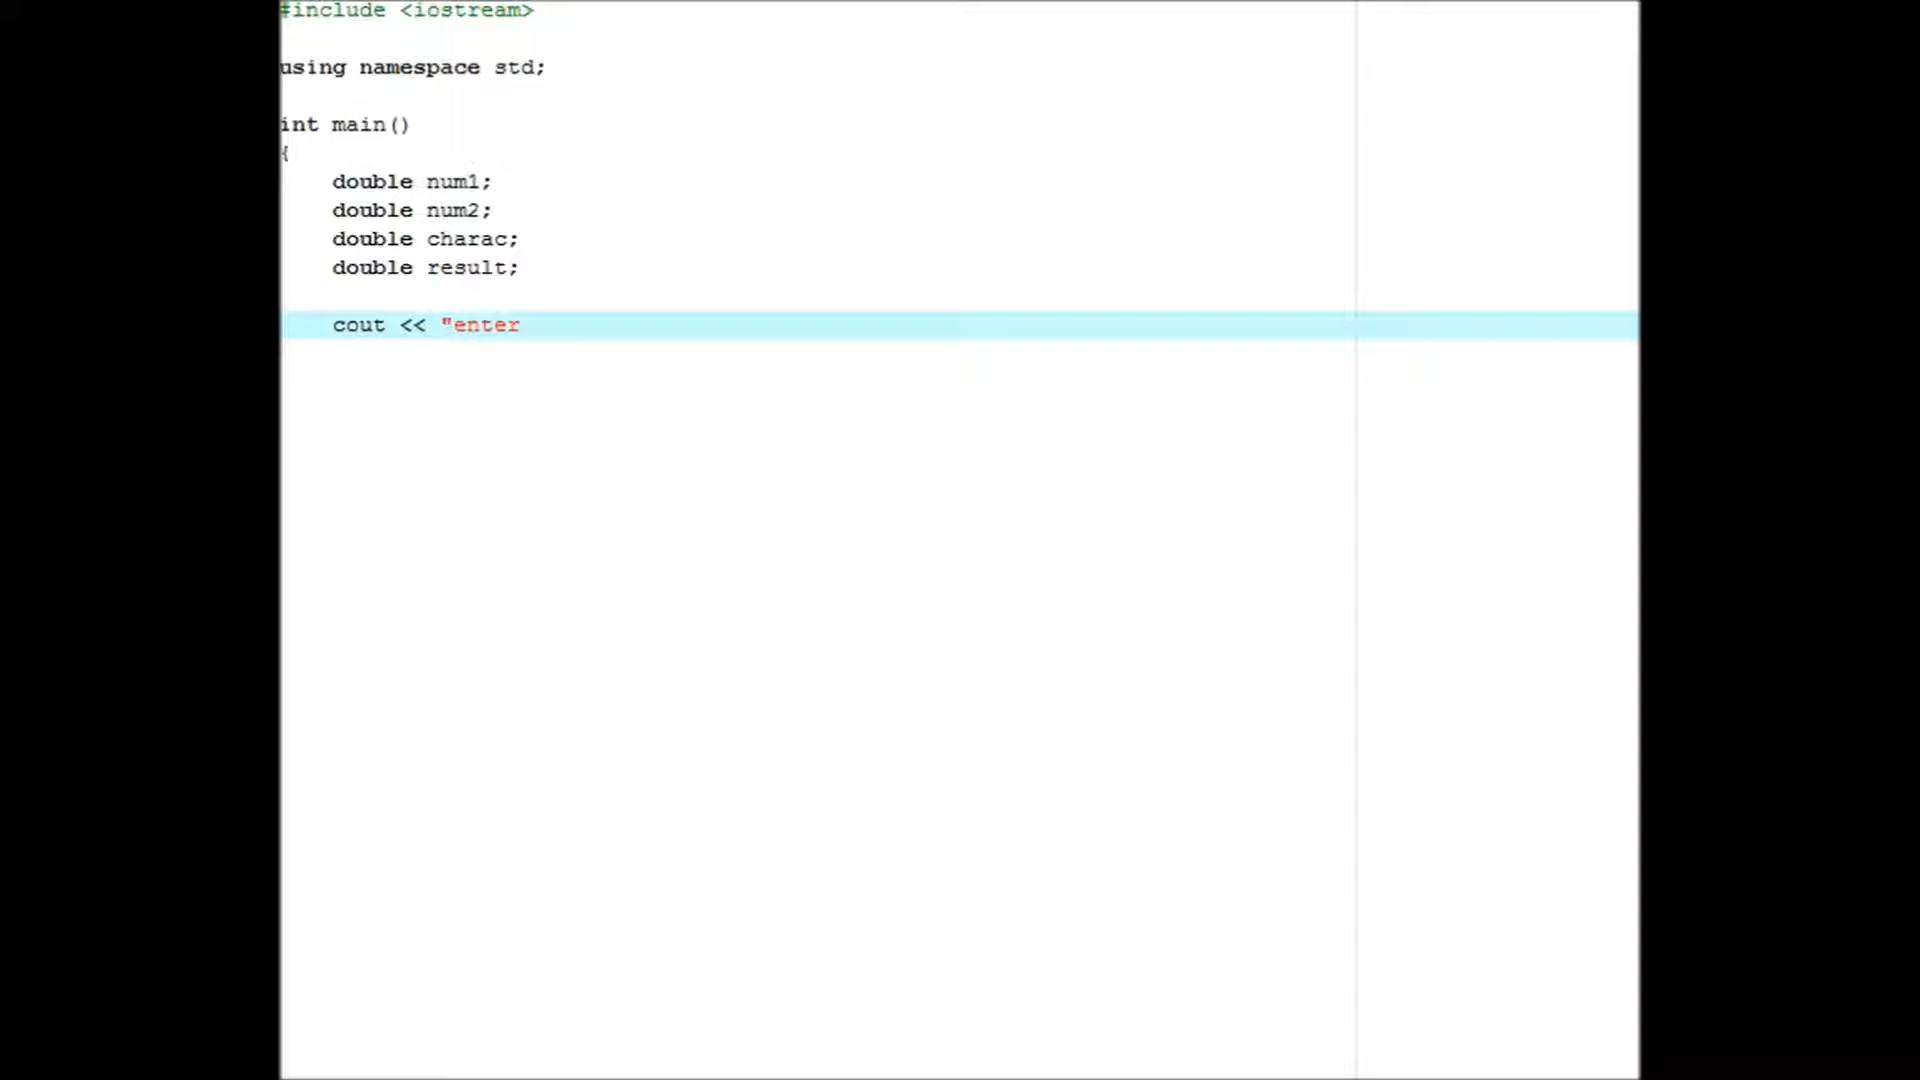 #include <iostream>
using namespace std;
int main()
{
double num1;
double num2;
double charac;
double result;
cout << "enter